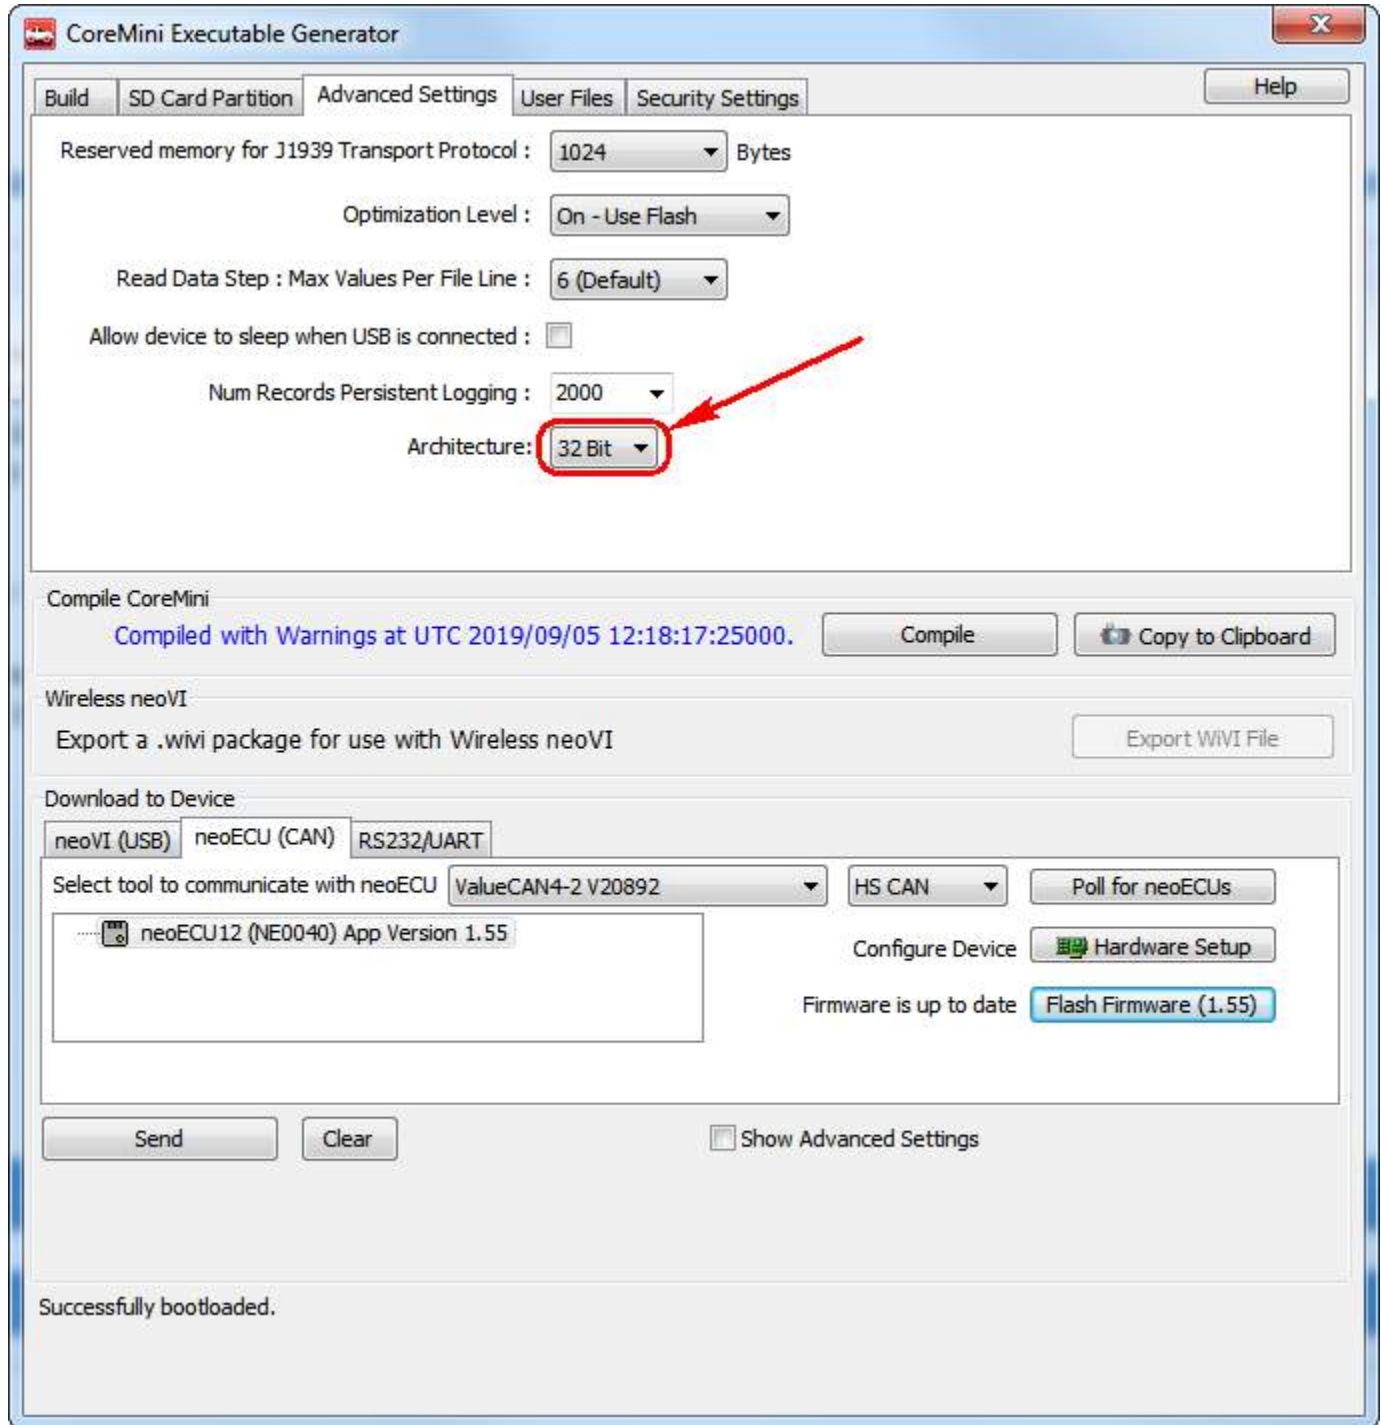 CoreMini Executable Generator
Build SD Card Partition Advanced Settings User Files Security Settings Help
Reserved memory for J1939 Transport Protocol : 1024 Bytes
Optimization Level : On - Use Flash
Read Data Step : Max Values Per File Line : 6 (Default)
Allow device to sleep when USB is connected :
Num Records Persistent Logging : 2000
Architecture: 32 Bit
Compile CoreMini
Compiled with Warnings at UTC 2019/09/05 12:18:17:25000. Compile Copy to Clipboard
Wireless neoVI
Export a .wivi package for use with Wireless neoVI Export WiVI File
Download to Device
neoVI (USB) neoECU (CAN) RS232/UART
Select tool to communicate with neoECU ValueCAN4-2 V20892 HS CAN Poll for neoECUs
neoECU12 (NE0040) App Version 1.55
Configure Device Hardware Setup
Firmware is up to date Flash Firmware (1.55)
Send Clear Show Advanced Settings
Successfully bootloaded.